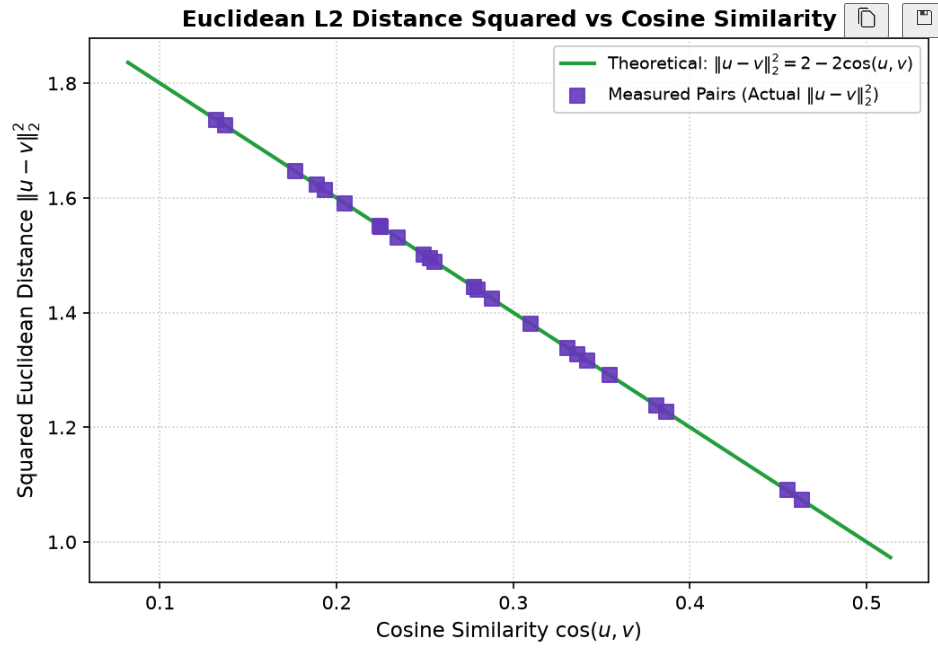 Euclidean L2 Distance Squared vs Cosine Similarity
Theoretical: ‖u − v‖₂² = 2 − 2cos(u, v)
Measured Pairs (Actual ‖u − v‖₂²)
Squared Euclidean Distance ‖u − v‖₂²
1.8
1.6
1.4
1.2
1.0
0.1 0.2 0.3 0.4 0.5
Cosine Similarity cos(u, v)